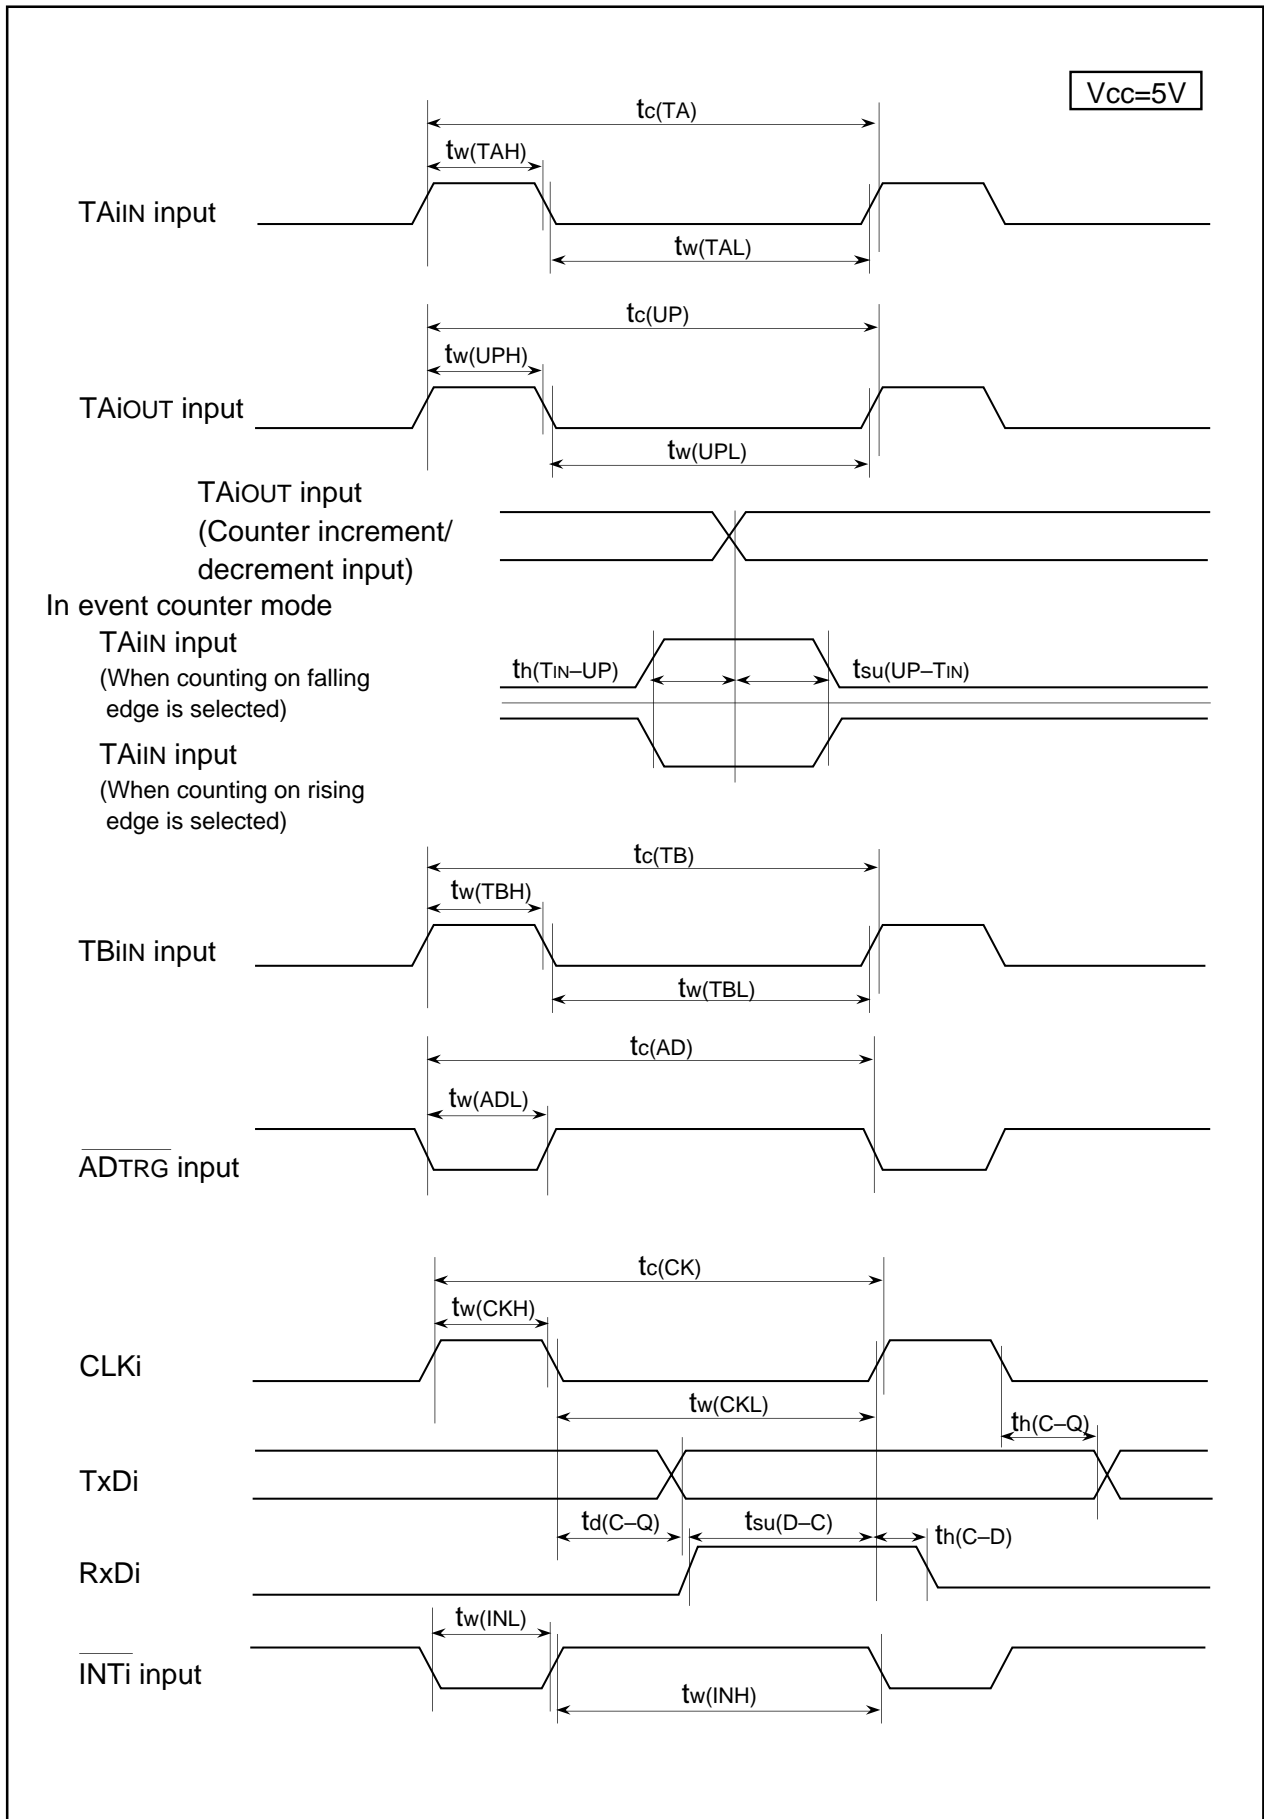 Vcc=5V
tc(TA)
tw(TAH)
TAiIN input
tw(TAL)
tc(UP)
tw(UPH)
TAiOUT input
tw(UPL)
TAiOUT input
(Counter increment/
decrement input)
In event counter mode
TAiIN input
(When counting on falling
edge is selected)
th(TIN–UP)
tsu(UP–TIN)
TAiIN input
(When counting on rising
edge is selected)
tc(TB)
tw(TBH)
TBiIN input
tw(TBL)
tc(AD)
tw(ADL)
ADTRG input
tc(CK)
tw(CKH)
CLKi
tw(CKL)
th(C–Q)
TxDi
td(C–Q)
tsu(D–C)
th(C–D)
RxDi
tw(INL)
INTi input
tw(INH)